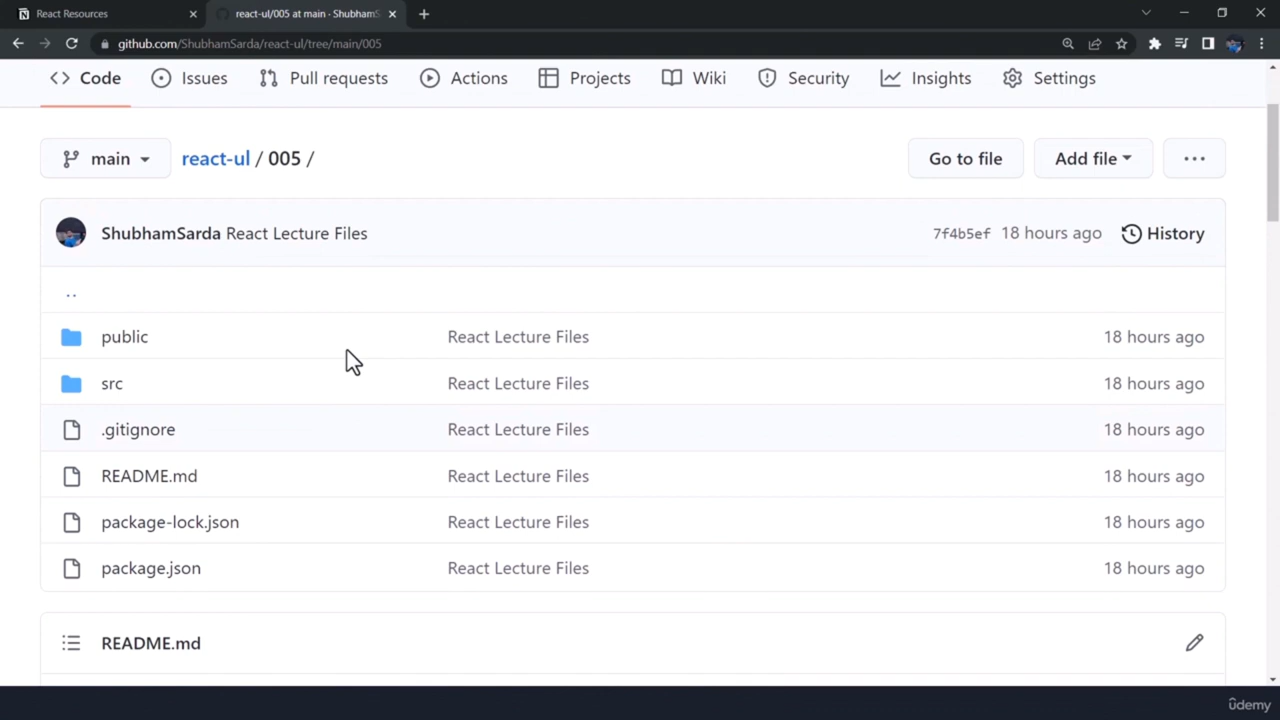 React Resources
react-ul/005 at main · ShubhamS
github.com/ShubhamSarda/react-ul/tree/main/005
Code Issues Pull requests Actions Projects Wiki Security Insights Settings
main react-ul / 005 / Go to file Add file ...
ShubhamSarda React Lecture Files 7f4b5ef 18 hours ago History
..
public React Lecture Files 18 hours ago
src React Lecture Files 18 hours ago
.gitignore React Lecture Files 18 hours ago
README.md React Lecture Files 18 hours ago
package-lock.json React Lecture Files 18 hours ago
package.json React Lecture Files 18 hours ago
README.md
ûdemy